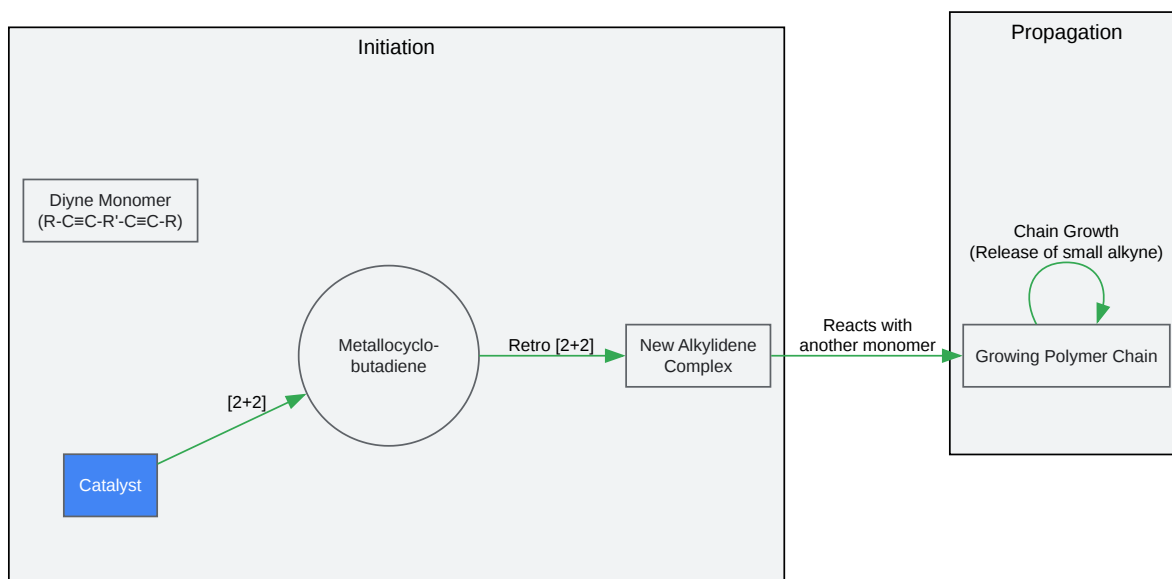 Initiation
Propagation
Diyne Monomer
(R-C≡C-R'-C≡C-R)
Chain Growth
(Release of small alkyne)
Metallocyclo-
butadiene
Retro [2+2]
New Alkylidene
Complex
Reacts with
another monomer
Growing Polymer Chain
[2+2]
Catalyst